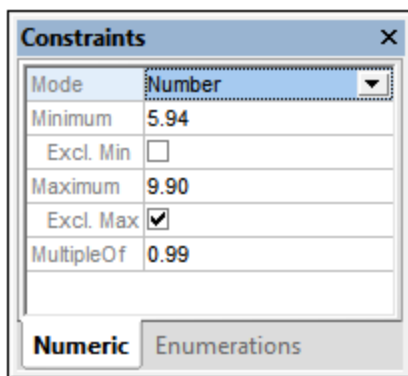 Constraints
Mode Number
Minimum 5.94
Excl. Min
Maximum 9.90
Excl. Max
MultipleOf 0.99
Numeric Enumerations